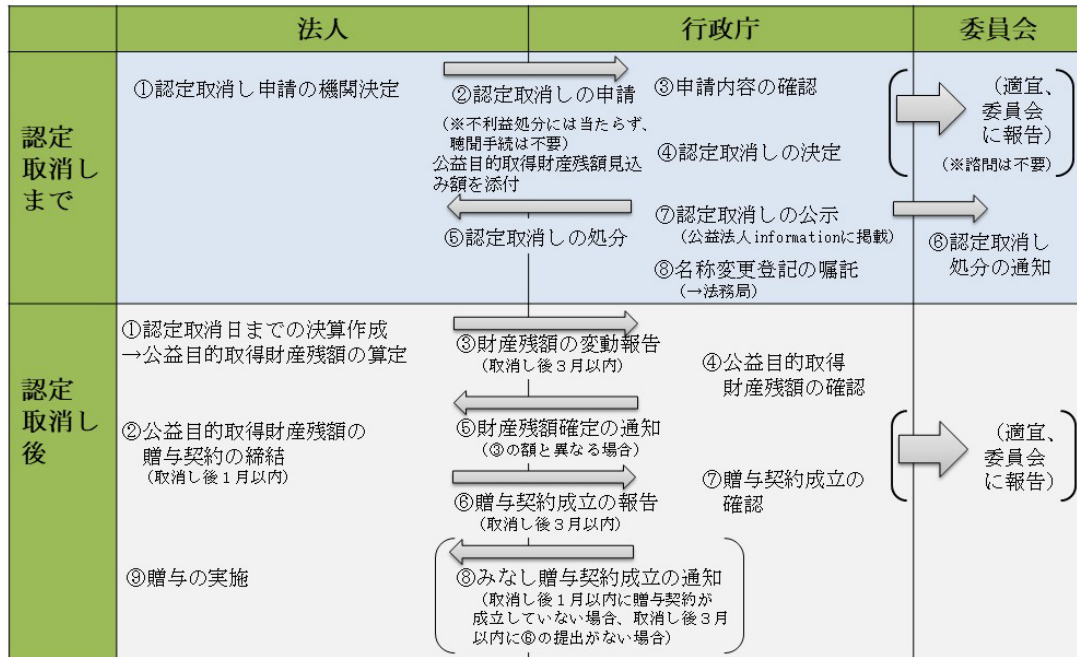 法人
行政庁
委員会
認定
取消し
まで
①認定取消し申請の機関決定
②認定取消しの申請
(※不利益処分には当たらず、
聴聞手続は不要)
公益目的取得財産残額見込
み額を添付
⑤認定取消しの処分
③申請内容の確認
④認定取消しの決定
⑦認定取消しの公示
(公益法人informationに掲載)
⑧名称変更登記の嘱託
(→法務局)
(適宜、
委員会
に報告)
(※諮問は不要)
⑥認定取消し
処分の通知
認定
取消し
後
①認定取消日までの決算作成
→公益目的取得財産残額の算定
②公益目的取得財産残額の
贈与契約の締結
(取消し後1月以内)
⑨贈与の実施
③財産残額の変動報告
(取消し後3月以内)
④公益目的取得
財産残額の確認
⑤財産残額確定の通知
(③の額と異なる場合)
⑥贈与契約成立の報告
(取消し後3月以内)
⑦贈与契約成立の
確認
(適宜、
委員会
に報告)
⑧みなし贈与契約成立の通知
(取消し後1月以内に贈与契約が
成立していない場合、取消し後3月
以内に⑥の提出がない場合)